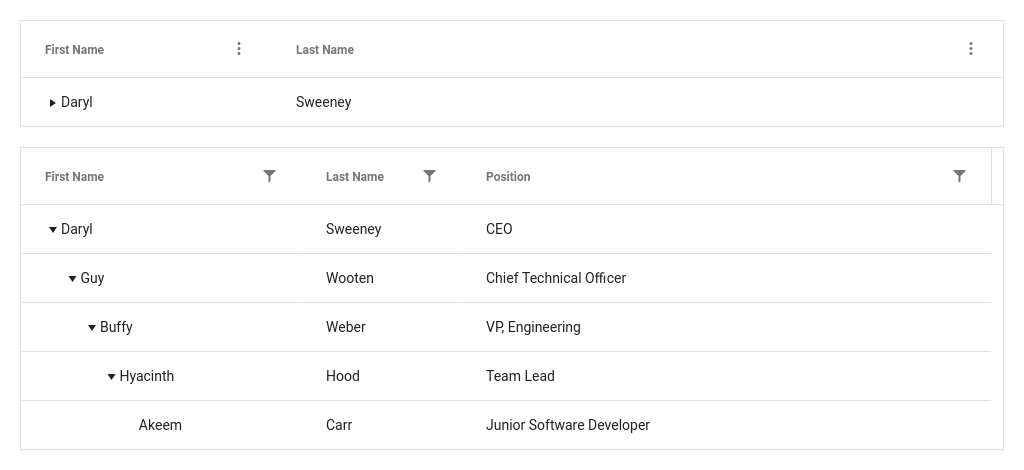 First Name Last Name
Daryl Sweeney
First Name Last Name Position
Daryl Sweeney CEO
Guy Wooten Chief Technical Officer
Buffy Weber VP, Engineering
Hyacinth Hood Team Lead
Akeem Carr Junior Software Developer